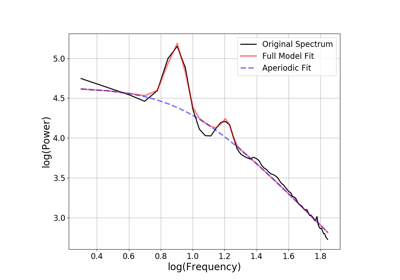 Original Spectrum
Full Model Fit
Aperiodic Fit
log(Power)
5.0
4.5
4.0
3.5
3.0
0.4 0.6 0.8 1.0 1.2 1.4 1.6 1.8
log(Frequency)